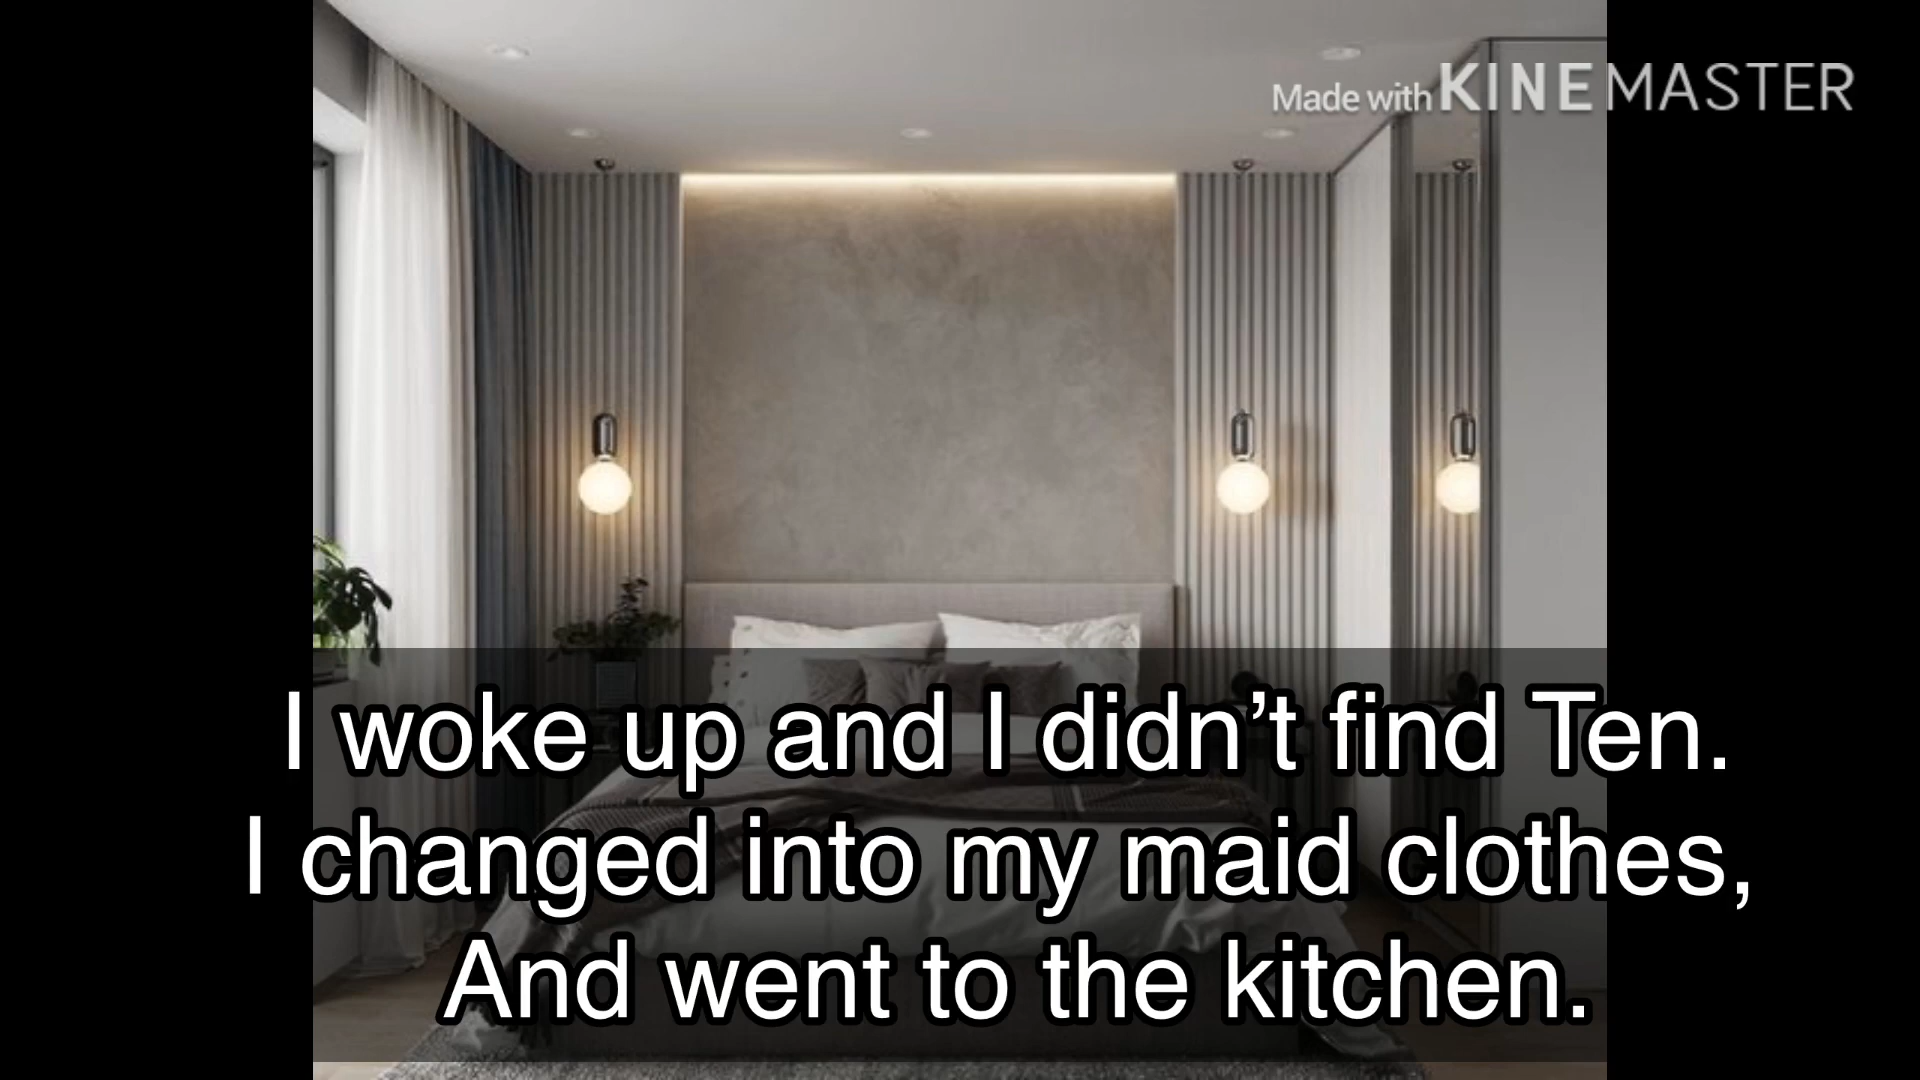 Made with KINEMASTER
I woke up and I didn’t find Ten.
I changed into my maid clothes,
And went to the kitchen.